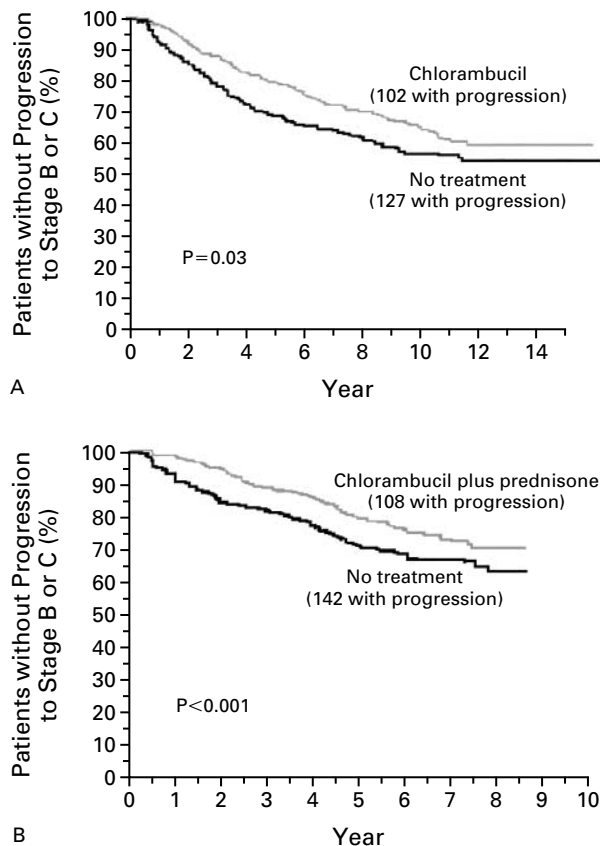 Patients without Progression
to Stage B or C (%)
100
90
80
70
60
50
40
30
20
10
0
Chlorambucil
(102 with progression)
No treatment
(127 with progression)
P=0.03
0 2 4 6 8 10 12 14
Year
A
Patients without Progression
to Stage B or C (%)
100
90
80
70
60
50
40
30
20
10
0
Chlorambucil plus prednisone
(108 with progression)
No treatment
(142 with progression)
P<0.001
0 1 2 3 4 5 6 7 8 9 10
Year
B